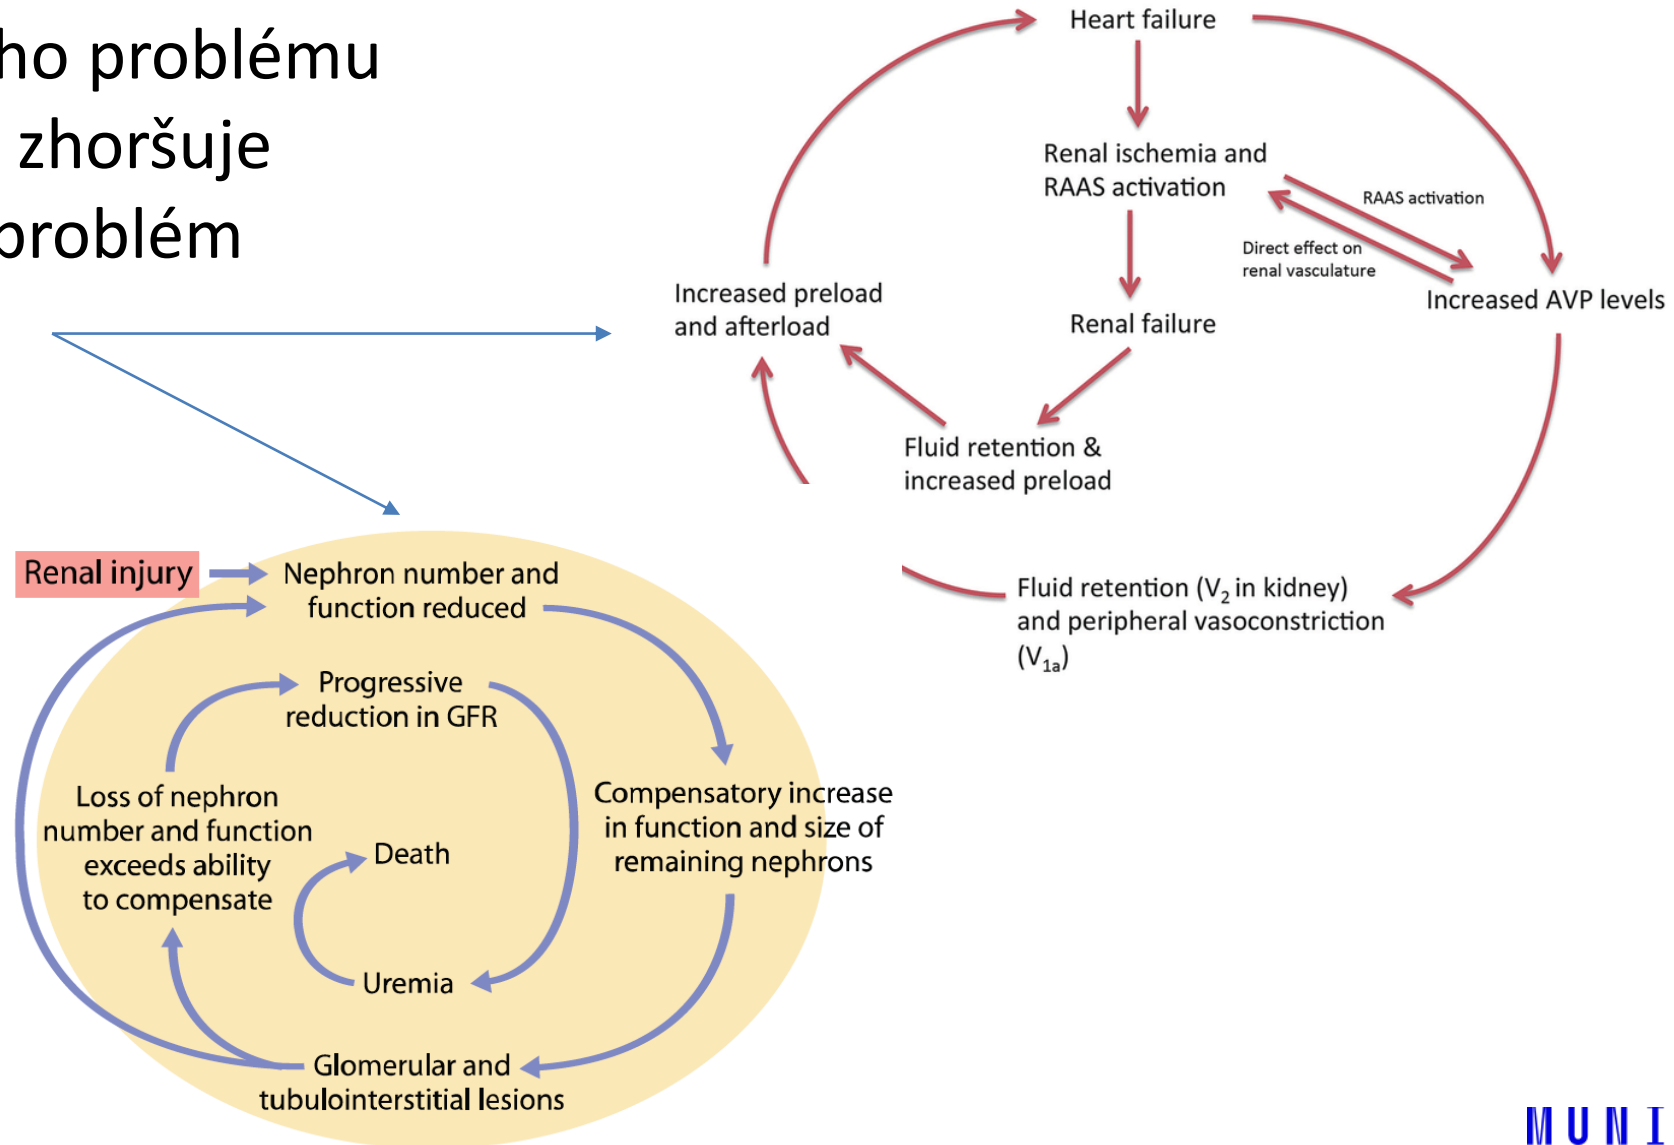 ho problému
zhoršuje
problém
Heart failure
Renal ischemia and
RAAS activation
RAAS activation
Direct effect on
renal vasculature
Increased AVP levels
Increased preload
and afterload
Renal failure
Fluid retention &
increased preload
Fluid retention (V₂ in kidney)
and peripheral vasoconstriction
(V₁ₐ)
Renal injury
Nephron number and
function reduced
Progressive
reduction in GFR
Loss of nephron
number and function
exceeds ability
to compensate
Compensatory increase
in function and size of
remaining nephrons
Death
Uremia
Glomerular and
tubulointerstitial lesions
MUNI